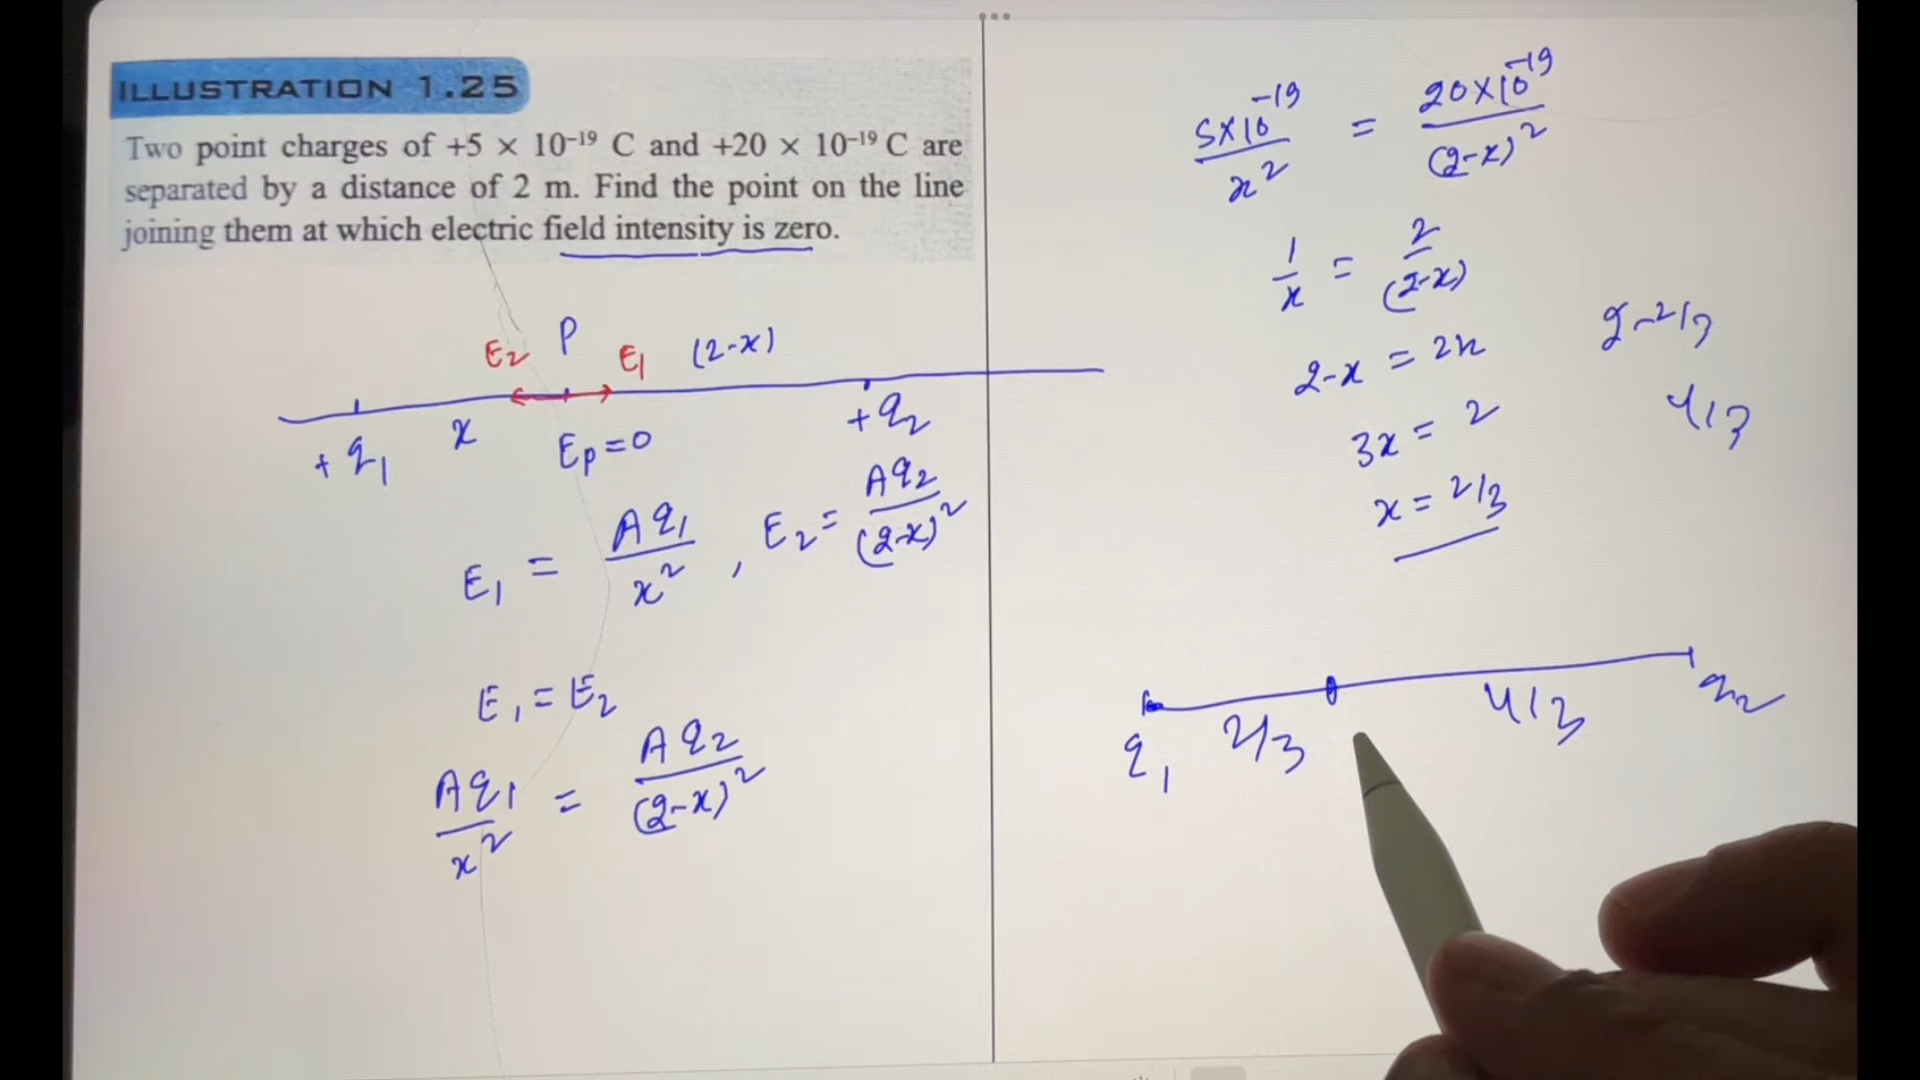 ILLUSTRATION 1.25
Two point charges of +5 × 10⁻¹⁹ C and +20 × 10⁻¹⁹ C are
separated by a distance of 2 m. Find the point on the line
joining them at which electric field intensity is zero.
E₂ P E₁ (2-x)
+q₁ x Eₚ=0 +q₂
E₁ = Aq₁/x² , E₂ = Aq₂/(2-x)²
E₁ = E₂
Aq₁/x² = Aq₂/(2-x)²
5×10⁻¹⁹/x² = 20×10⁻¹⁹/(2-x)²
1/x = 2/(2-x)
2-x = 2x
3x = 2
x = 2/3
2-2/3
4/3
q₁ 2/3 4/3 q₂